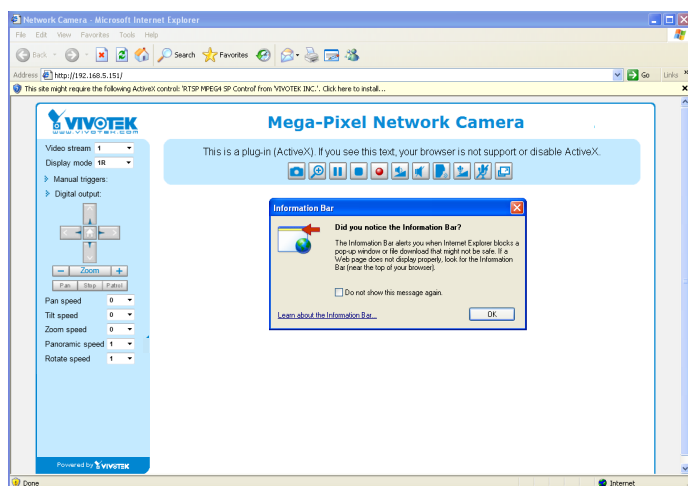 Network Camera - Microsoft Internet Explorer
File Edit View Favorites Tools Help
Back Search Favorites
Address http://192.168.5.151/ Go Links »
This site might require the following ActiveX control: 'RTSP MPEG4 SP Control' from 'VIVOTEK INC.'. Click here to install...
VIVOTEK
www.vivotek.com
Mega-Pixel Network Camera
Video stream 1
This is a plug-in (ActiveX). If you see this text, your browser is not support or disable ActiveX.
Display mode 1R
Manual triggers:
Digital output:
Information Bar
Did you notice the Information Bar?
The Information Bar alerts you when Internet Explorer blocks a
pop-up window or file download that might not be safe. If a
Web page does not display properly, look for the Information
Bar (near the top of your browser).
Do not show this message again.
Learn about the Information Bar...
OK
Zoom
Pan Stop Patrol
Pan speed 0
Tilt speed 0
Zoom speed 0
Panoramic speed 1
Rotate speed 1
Powered by VIVOTEK
Done Internet